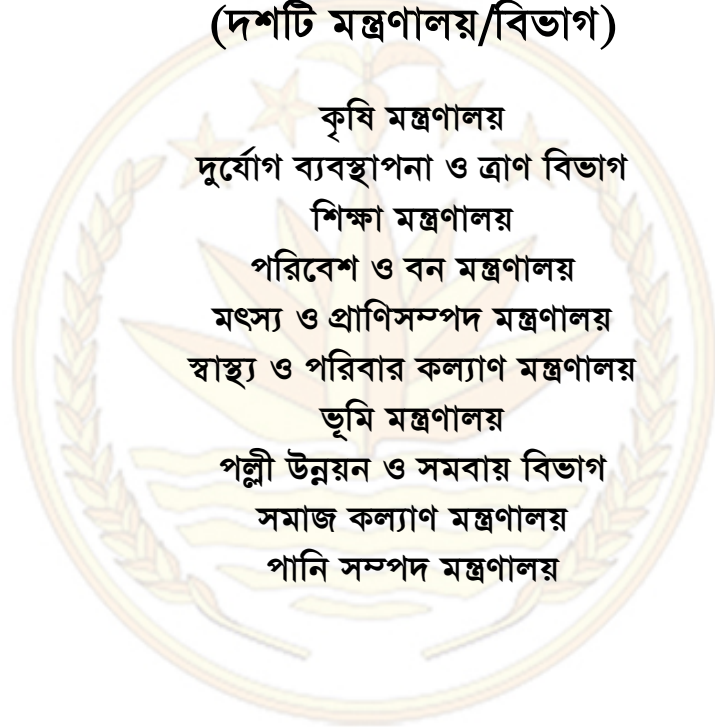 (দশটি মন্ত্রণালয়/বিভাগ)
কৃষি মন্ত্রণালয়
দুর্যোগ ব্যবস্থাপনা ও ত্রাণ বিভাগ
শিক্ষা মন্ত্রণালয়
পরিবেশ ও বন মন্ত্রণালয়
মৎস্য ও প্রাণিসম্পদ মন্ত্রণালয়
স্বাস্থ্য ও পরিবার কল্যাণ মন্ত্রণালয়
ভূমি মন্ত্রণালয়
পল্লী উন্নয়ন ও সমবায় বিভাগ
সমাজ কল্যাণ মন্ত্রণালয়
পানি সম্পদ মন্ত্রণালয়